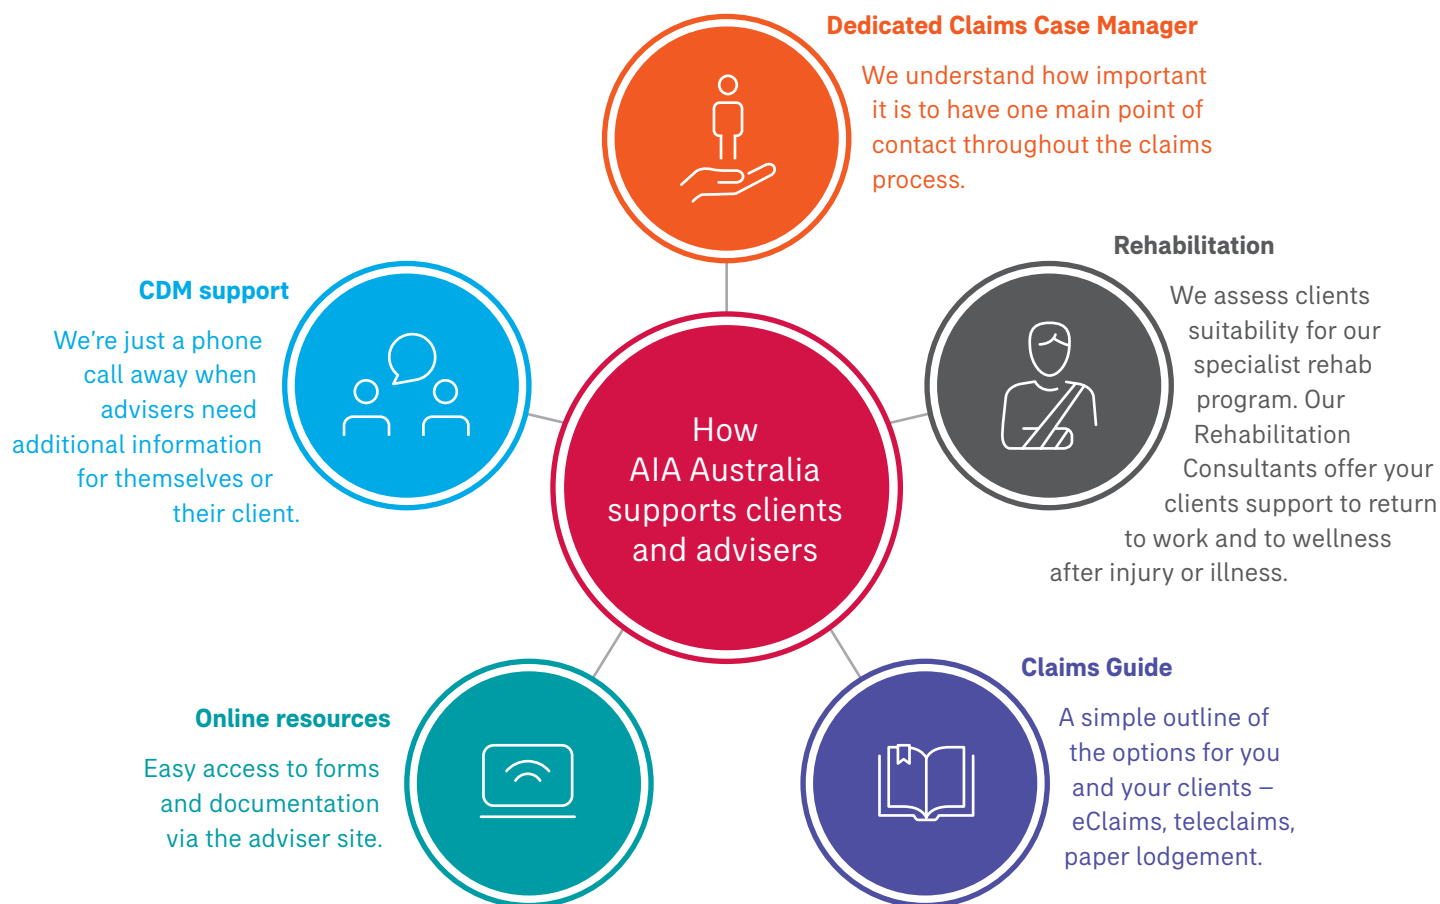 Dedicated Claims Case Manager
We understand how important
it is to have one main point of
contact throughout the claims
process.
Rehabilitation
We assess clients
suitability for our
specialist rehab
program. Our
Rehabilitation
Consultants offer your
clients support to return
to work and to wellness
after injury or illness.
CDM support
We're just a phone
call away when
advisers need
additional information
for themselves or
their client.
How
AIA Australia
supports clients
and advisers
Claims Guide
A simple outline of
the options for you
and your clients –
eClaims, teleclaims,
paper lodgement.
Online resources
Easy access to forms
and documentation
via the adviser site.